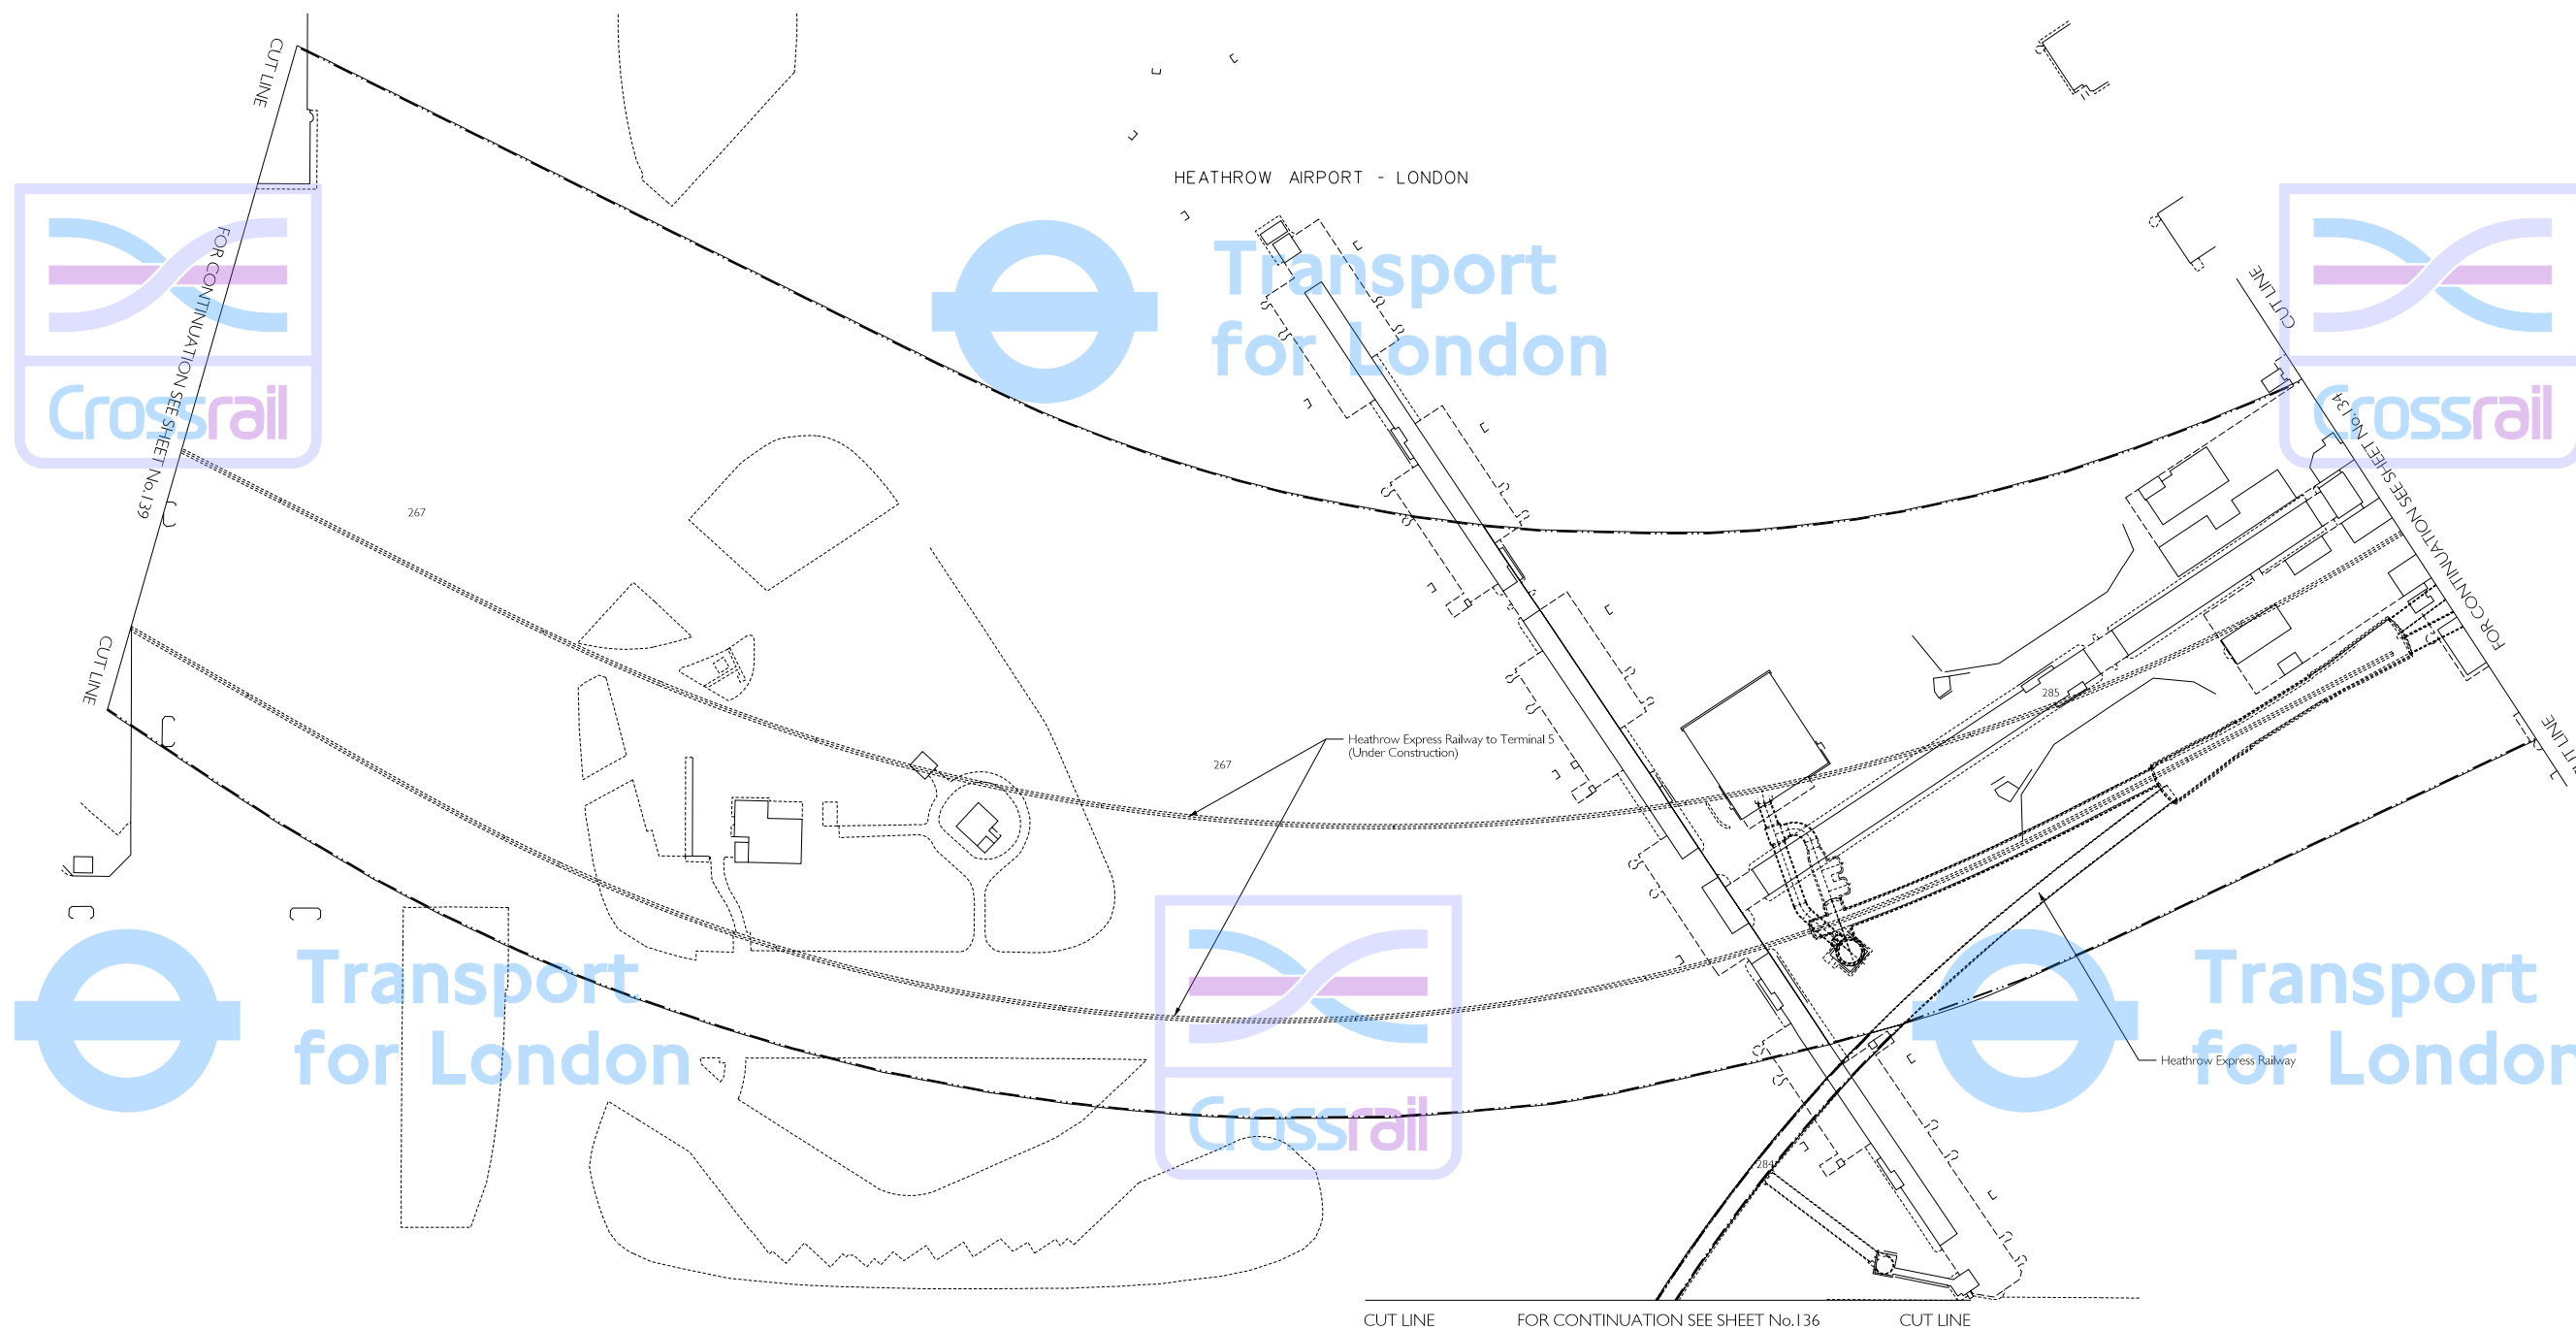 CUT LINE
HEATHROW AIRPORT - LONDON
FOR CONTINUATION SEE SHEET No.139
Crossrail
Transport
for London
CUT LINE
FOR CONTINUATION SEE SHEET No.134
Crossrail
267
CUT LINE
285
CUT LINE
Heathrow Express Railway to Terminal 5
(Under Construction)
267
Transport
for London
Crossrail
Transport
for London
Heathrow Express Railway
284
CUT LINE
FOR CONTINUATION SEE SHEET No.136
CUT LINE